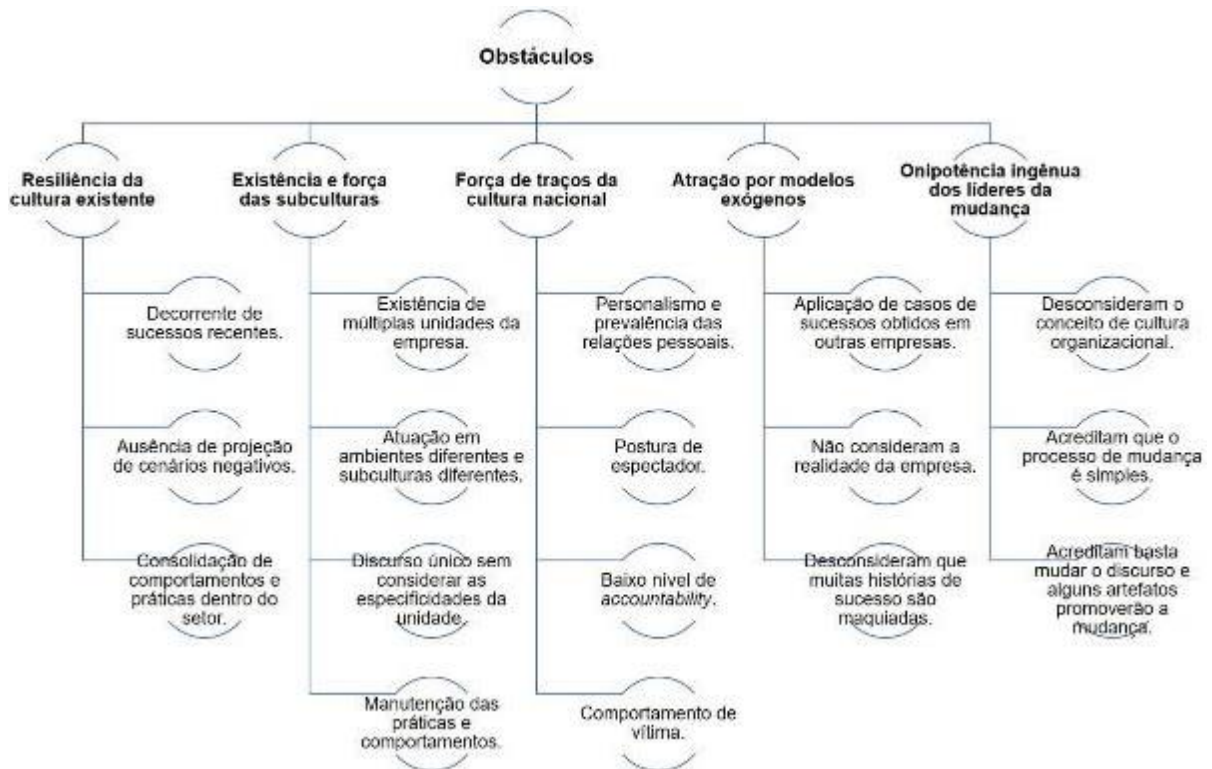 Obstáculos
Resiliência da
cultura existente
Decorrente de
sucessos recentes.
Ausência de projeção
de cenários negativos.
Consolidação de
comportamentos e
práticas dentro do
setor.
Existência e força
das subculturas
Existência de
múltiplas unidades da
empresa.
Atuação em
ambientes diferentes e
subculturas diferentes.
Discurso único sem
considerar as
especificidades da
unidade.
Manutenção das
práticas e
comportamentos.
Força de traços da
cultura nacional
Personalismo e
prevalência das
relações pessoais.
Postura de
espectador.
Baixo nível de
accountability.
Comportamento de
vítima.
Atração por modelos
exógenos
Aplicação de casos de
sucessos obtidos em
outras empresas.
Não consideram a
realidade da empresa.
Desconsideram que
muitas histórias de
sucesso são
maquiadas.
Onipotência ingênua
dos líderes da
mudança
Desconsideram o
conceito de cultura
organizacional.
Acreditam que o
processo de mudança
é simples.
Acreditam basta
mudar o discurso e
alguns artefatos
promoverão a
mudança.